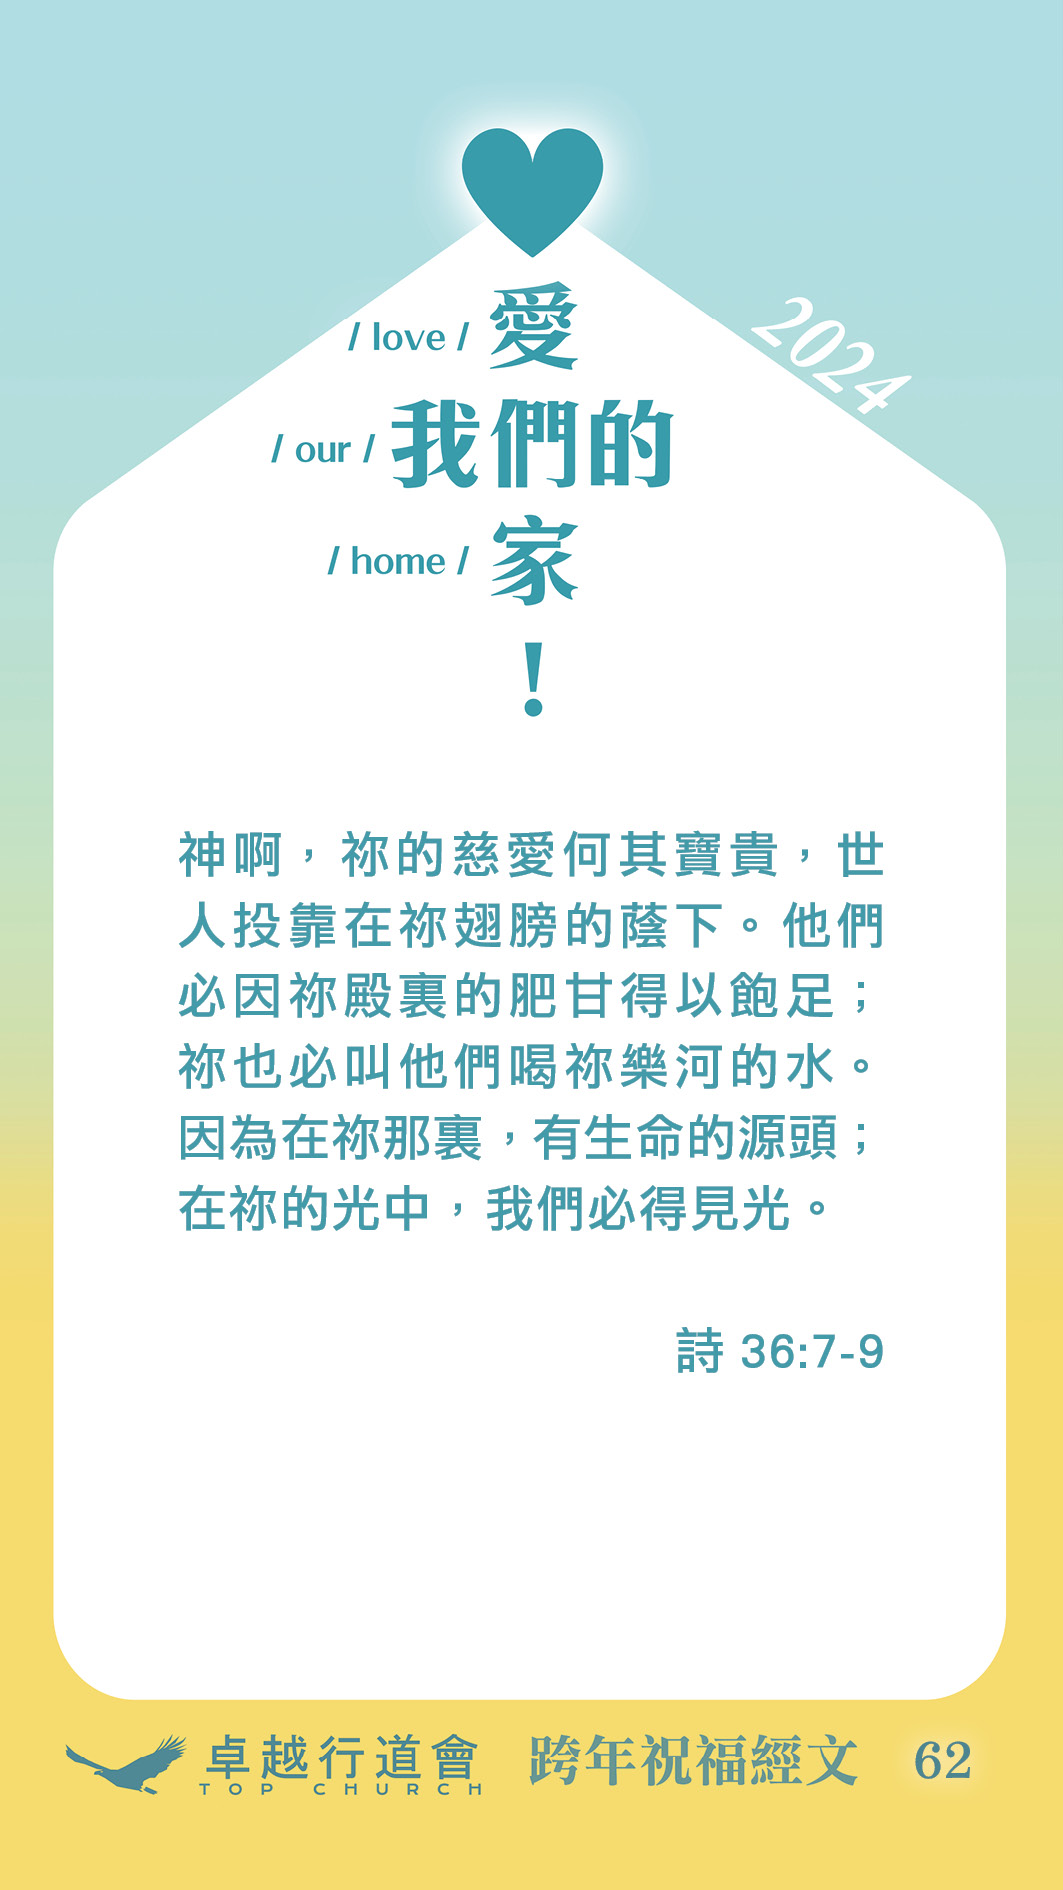 / love / 愛
2024
/ our / 我們的
/ home / 家
！
神啊，祢的慈愛何其寶貴，世
人投靠在祢翅膀的蔭下。他們
必因祢殿裏的肥甘得以飽足；
祢也必叫他們喝祢樂河的水。
因為在祢那裏，有生命的源頭；
在祢的光中，我們必得見光。
詩 36:7-9
卓越行道會 跨年祝福經文 62
TOP CHURCH